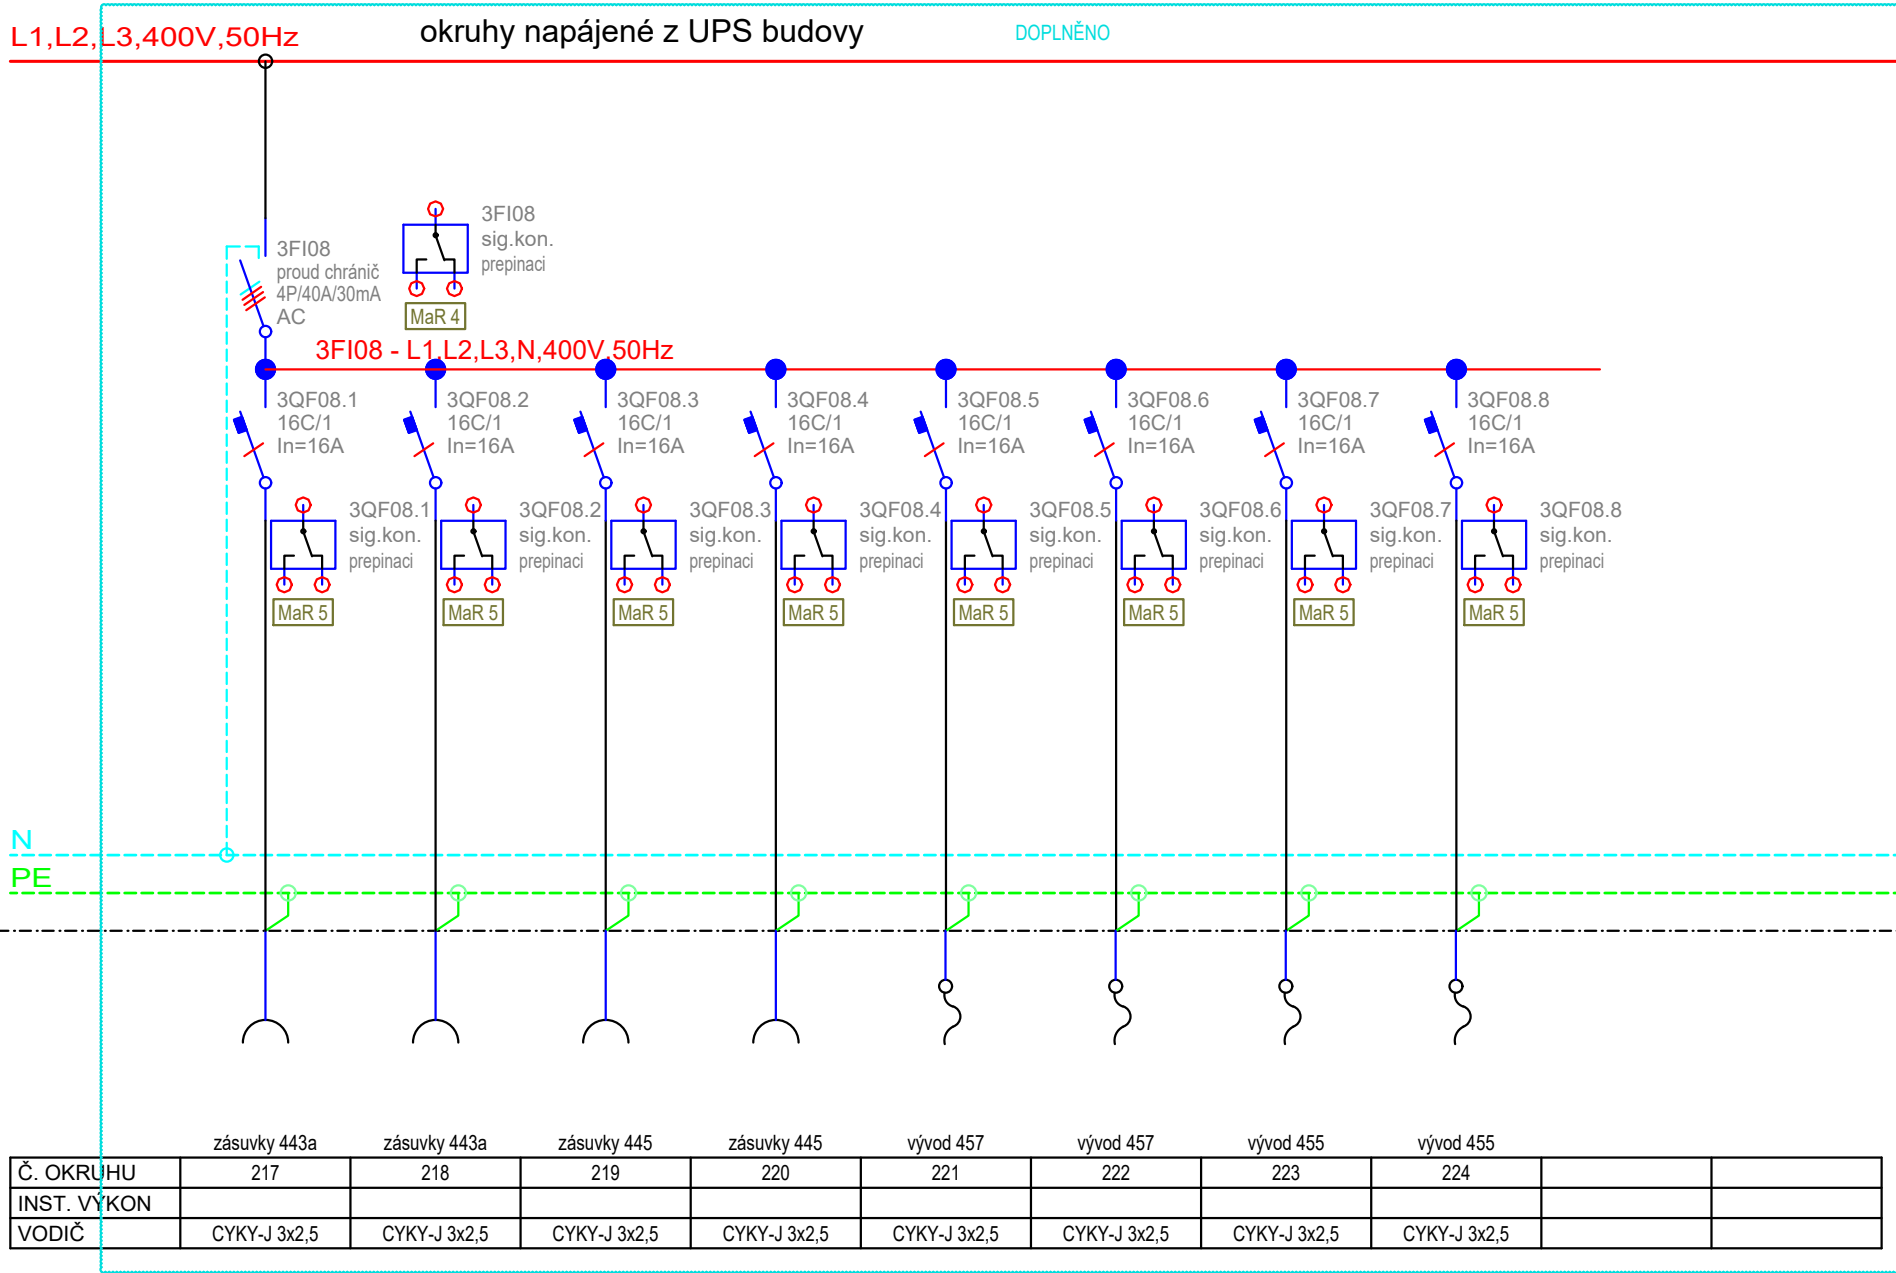 L1,L2,L3,400V,50Hz
okruhy napájené z UPS budovy
DOPLNĚNO
3FI08
proud chránič
4P/40A/30mA
AC
3FI08
sig.kon.
prepinaci
MaR 4
3FI08 - L1,L2,L3,N,400V,50Hz
3QF08.1
16C/1
In=16A
3QF08.2
16C/1
In=16A
3QF08.3
16C/1
In=16A
3QF08.4
16C/1
In=16A
3QF08.5
16C/1
In=16A
3QF08.6
16C/1
In=16A
3QF08.7
16C/1
In=16A
3QF08.8
16C/1
In=16A
3QF08.1
sig.kon.
prepinaci
MaR 5
3QF08.2
sig.kon.
prepinaci
MaR 5
3QF08.3
sig.kon.
prepinaci
MaR 5
3QF08.4
sig.kon.
prepinaci
MaR 5
3QF08.5
sig.kon.
prepinaci
MaR 5
3QF08.6
sig.kon.
prepinaci
MaR 5
3QF08.7
sig.kon.
prepinaci
MaR 5
3QF08.8
sig.kon.
prepinaci
MaR 5
N
PE
zásuvky 443a zásuvky 443a zásuvky 445 zásuvky 445 vývod 457 vývod 457 vývod 455 vývod 455
Č. OKRUHU 217 218 219 220 221 222 223 224
INST. VÝKON
VODIČ CYKY-J 3x2,5 CYKY-J 3x2,5 CYKY-J 3x2,5 CYKY-J 3x2,5 CYKY-J 3x2,5 CYKY-J 3x2,5 CYKY-J 3x2,5 CYKY-J 3x2,5